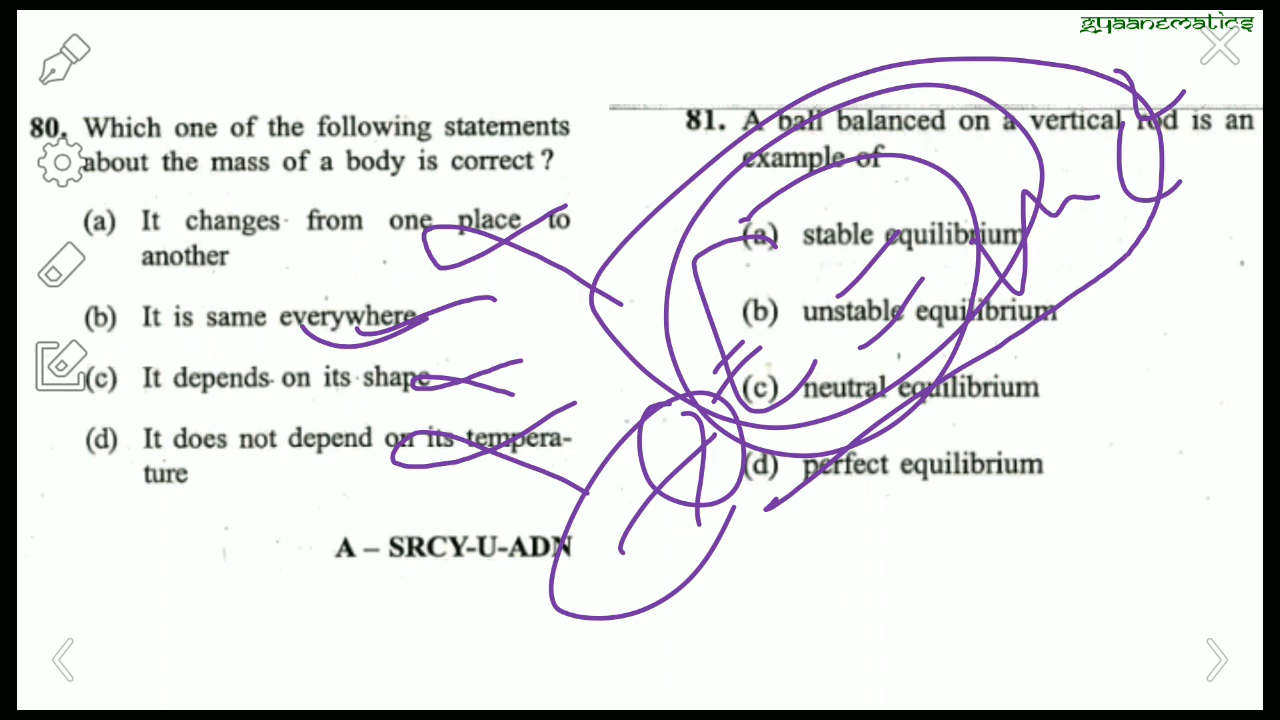 gyaanematics
80. Which one of the following statements
about the mass of a body is correct ?
(a) It changes from one place to
another
(b) It is same everywhere
(c) It depends on its shape
(d) It does not depend on its tempera-
ture
A – SRCY-U-ADN
81. A ball balanced on a vertical rod is an
example of
(a) stable equilibrium
(b) unstable equilibrium
(c) neutral equilibrium
(d) perfect equilibrium